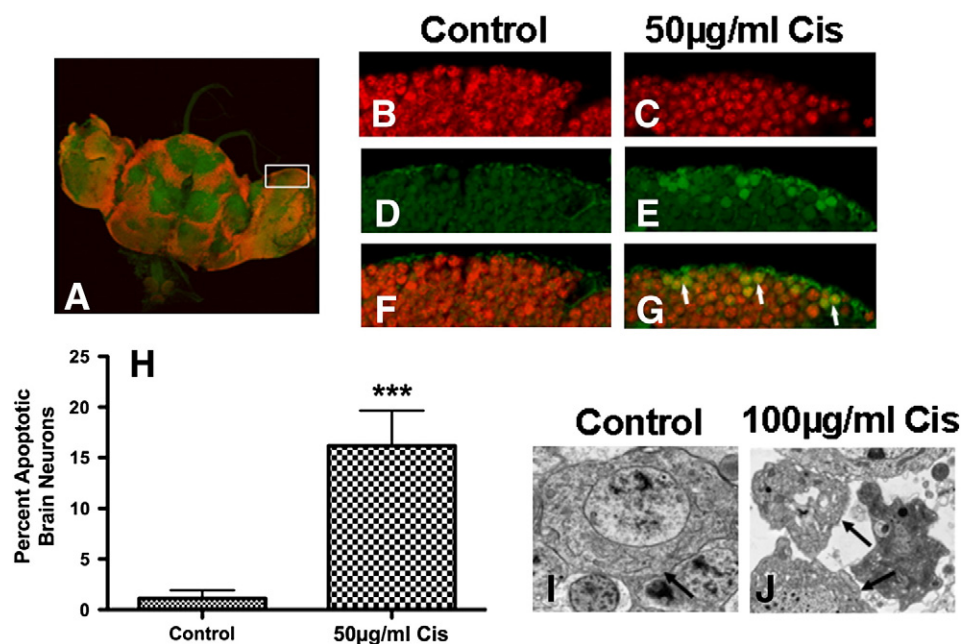 Control
50µg/ml Cis
A
B
C
D
E
F
G
H
Percent Apoptotic
Brain Neurons
25
20
15
10
5
0
***
Control
50µg/ml Cis
Control
100µg/ml Cis
I
J